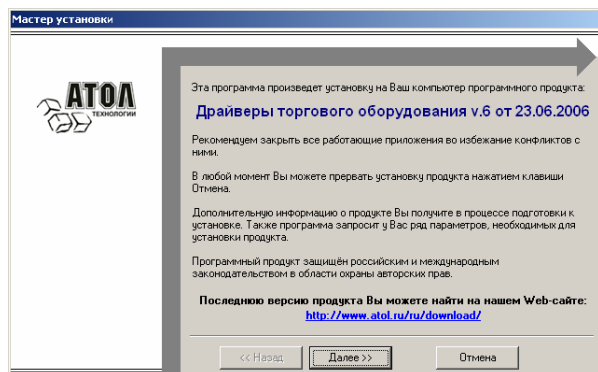 Мастер установки
АТОЛ
ТЕХНОЛОГИИ
Эта программа произведет установку на Ваш компьютер программного продукта:
Драйверы торгового оборудования v.6 от 23.06.2006
Рекомендуем закрыть все работающие приложения во избежание конфликтов с
ними.
В любой момент Вы можете прервать установку продукта нажатием клавиши
Отмена.
Дополнительную информацию о продукте Вы получите в процессе подготовки к
установке. Также программа запросит у Вас ряд параметров, необходимых для
установки продукта.
Программный продукт защищён российским и международным
законодательством в области охраны авторских прав.
Последнюю версию продукта Вы можете найти на нашем Web-сайте:
http://www.atol.ru/ru/download/
<< Назад
Далее >>
Отмена